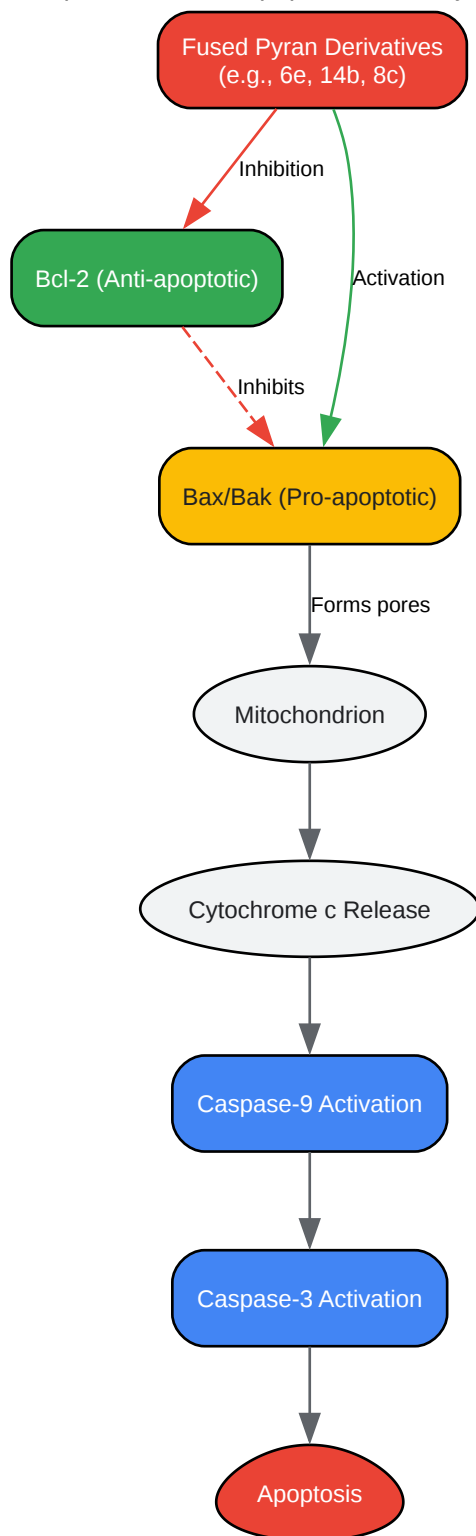 Fused Pyran Derivatives
(e.g., 6e, 14b, 8c)
Inhibition
Bcl-2 (Anti-apoptotic)
Activation
Inhibits
Bax/Bak (Pro-apoptotic)
Forms pores
Mitochondrion
Cytochrome c Release
Caspase-9 Activation
Caspase-3 Activation
Apoptosis